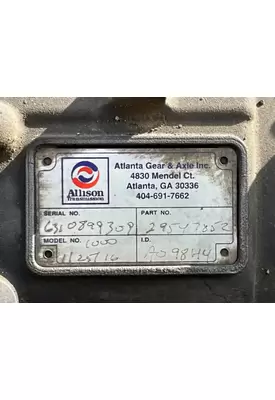 Allison
Transmission
Atlanta Gear & Axle Inc.
4830 Mendel Ct.
Atlanta, GA 30336
404-691-7662
SERIAL NO.
PART NO.
6310899309
29547852
MODEL NO.
1000
I.D.
A09844